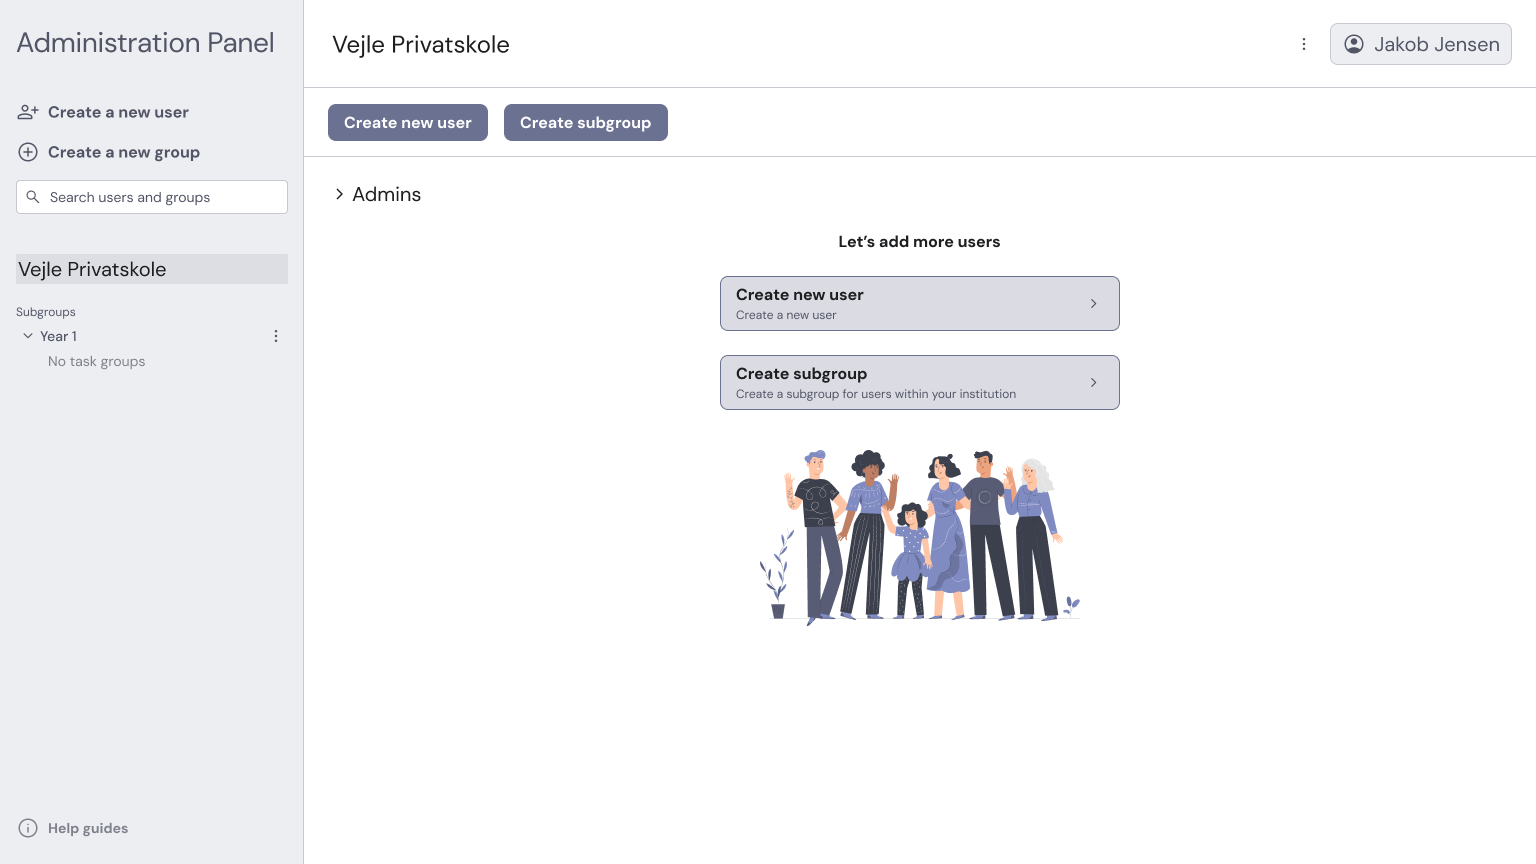 Administration Panel
Create a new user
Create a new group
Search users and groups
Vejle Privatskole
Subgroups
Year 1
No task groups
Help guides
Vejle Privatskole
Jakob Jensen
Create new user
Create subgroup
Admins
Let’s add more users
Create new user
Create a new user
Create subgroup
Create a subgroup for users within your institution